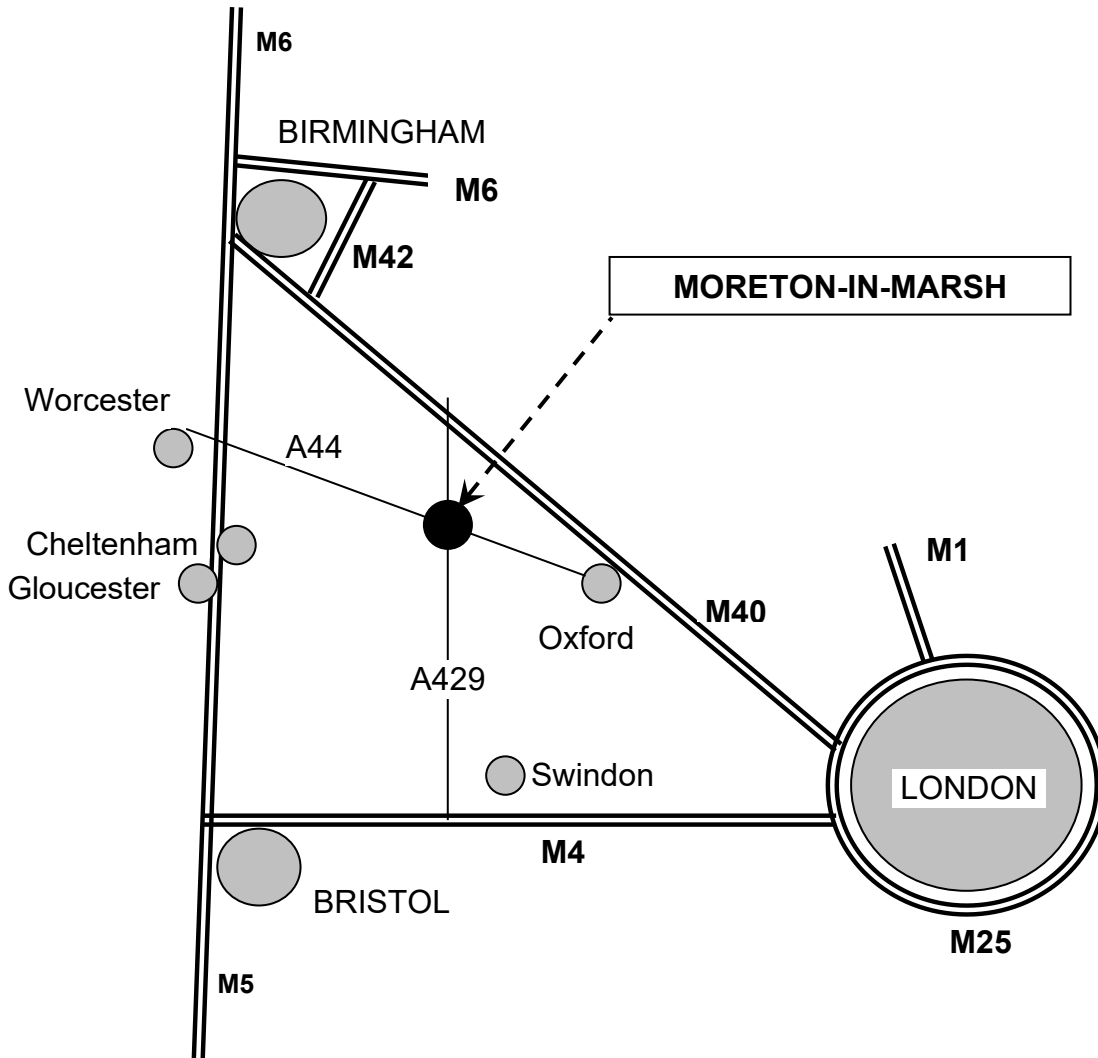 M6
BIRMINGHAM
M6
M42
MORETON-IN-MARSH
Worcester
A44
Cheltenham
Gloucester
M1
M40
Oxford
A429
Swindon
LONDON
M4
BRISTOL
M25
M5